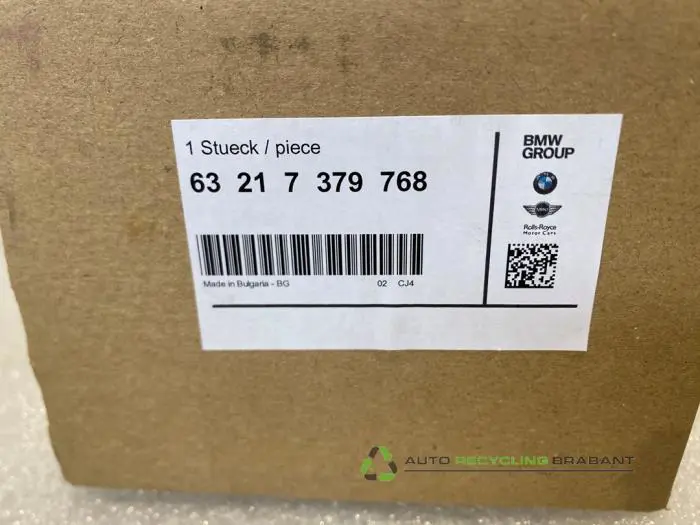 1 Stueck / piece
63 21 7 379 768
Made in Bulgaria - BG 02 CJ4
BMW
GROUP
MINI
Rolls-Royce
Motor Cars
AUTO RECYCLING BRABANT